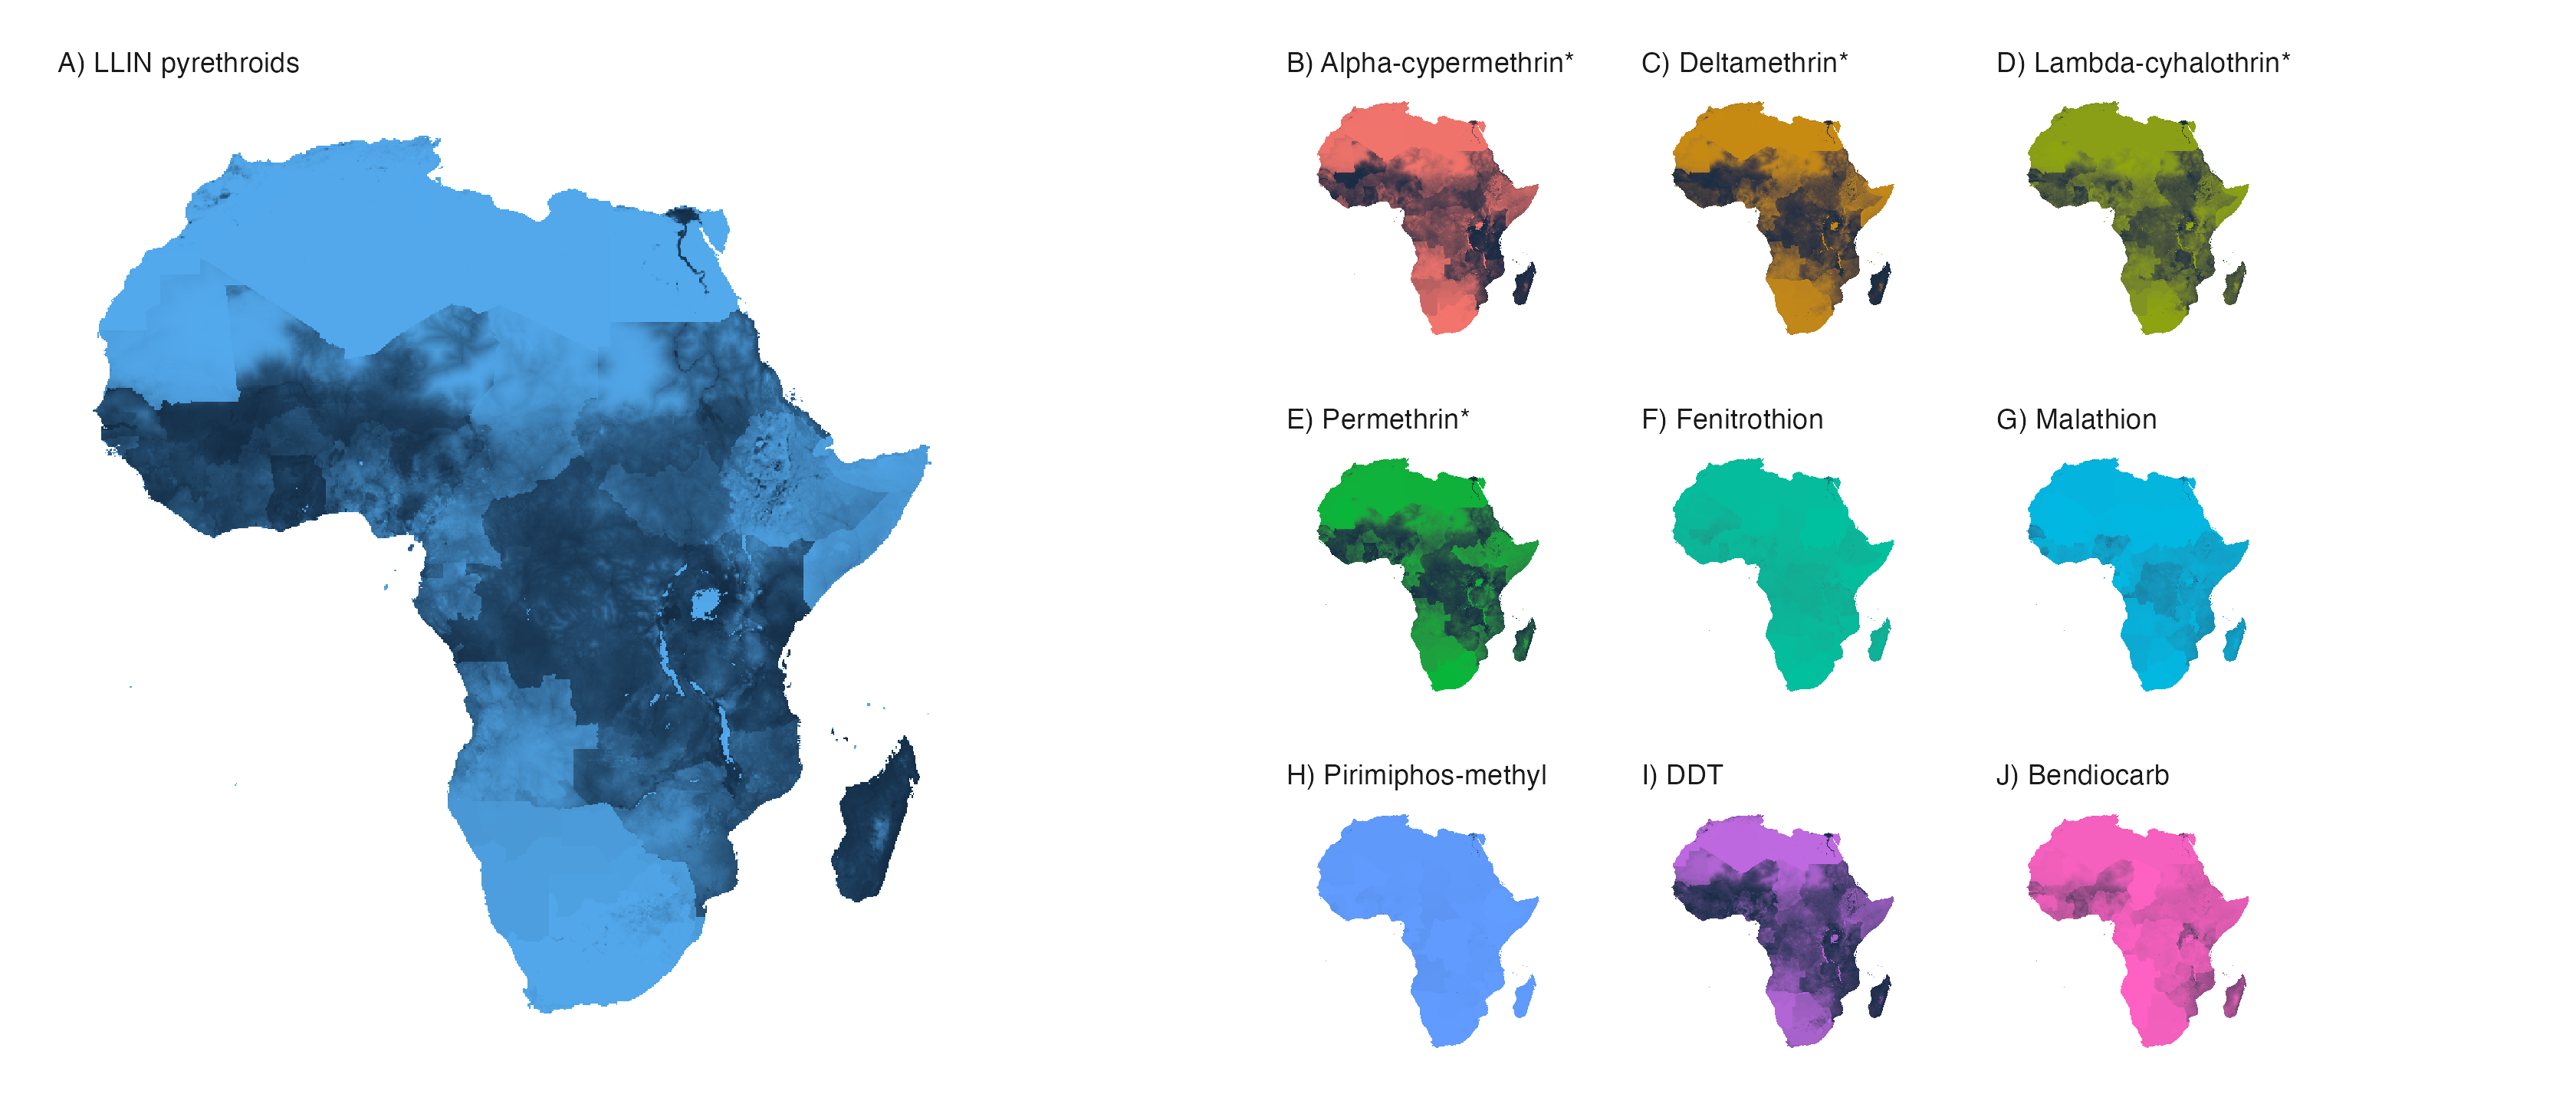 A) LLIN pyrethroids
B) Alpha-cypermethrin*
C) Deltamethrin*
D) Lambda-cyhalothrin*
E) Permethrin*
F) Fenitrothion
G) Malathion
H) Pirimiphos-methyl
I) DDT
J) Bendiocarb